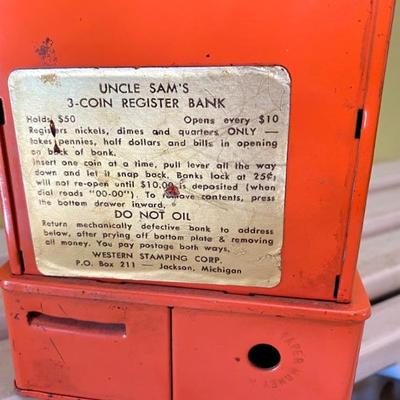 UNCLE SAM'S
3-COIN REGISTER BANK
Holds $50 Opens every $10
Registers nickels, dimes and quarters ONLY —
takes pennies, half dollars and bills in opening
on back of bank.
Insert one coin at a time, pull lever all the way
down and let it snap back. Banks lock at 25¢;
will not re-open until $10.00 is deposited (when
dial reads "00-00"). To remove contents, press
the bottom drawer inward.
DO NOT OIL
Return mechanically defective bank to address
below, after prying off bottom plate & removing
all money. You pay postage both ways.
WESTERN STAMPING CORP.
P.O. Box 211 — Jackson, Michigan
PAPER MONEY